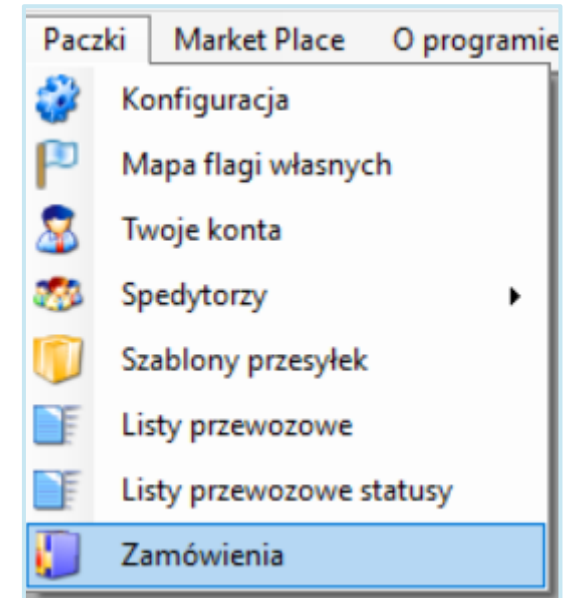 Paczki Market Place O programie
Konfiguracja
Mapa flagi własnych
Twoje konta
Spedytorzy
Szablony przesyłek
Listy przewozowe
Listy przewozowe statusy
Zamówienia